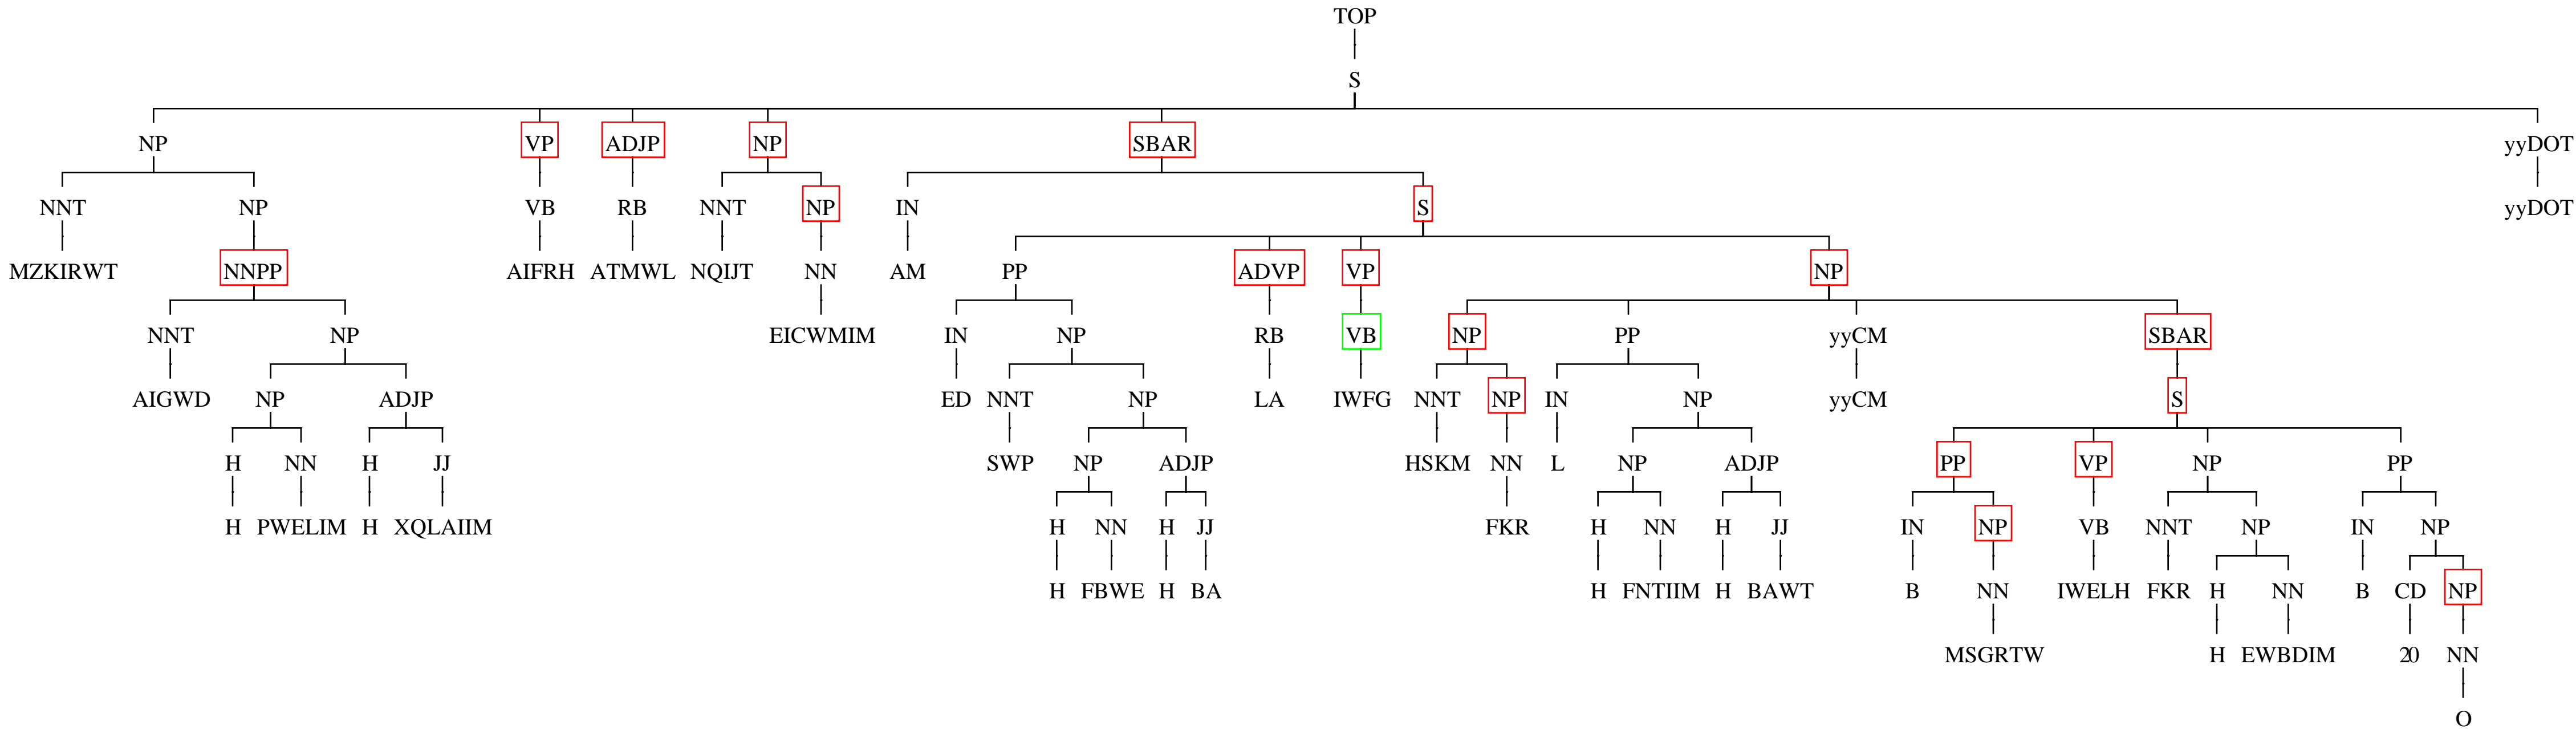 TOP
S
NP VP ADJP NP SBAR yyDOT
NNT NP VB RB NNT NP IN S yyDOT
MZKIRWT NNPP AIFRH ATMWL NQIJT NN AM PP ADVP VP NP
NNT NP EICWMIM IN NP RB VB NP PP yyCM SBAR
AIGWD NP ADJP ED NNT NP LA IWFG NNT NP IN NP yyCM S
H NN H JJ SWP NP ADJP HSKM NN L NP ADJP PP VP NP PP
H PWELIM H XQLAIIM H NN H JJ FKR H NN H JJ IN NP VB NNT NP IN NP
H FBWE H BA H FNTIIM H BAWT B NN IWELH FKR H NN B CD NP
MSGRTW H EWBDIM 20 NN
O